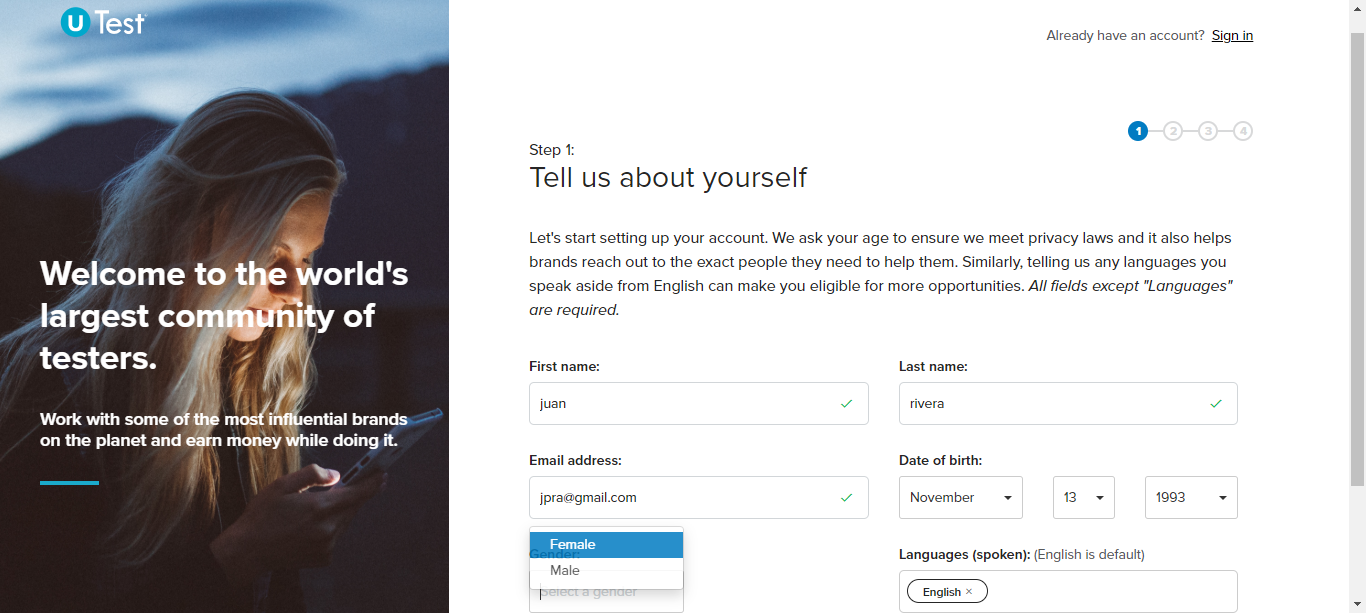 U Test
Already have an account? Sign in
1 2 3 4
Step 1:
Tell us about yourself
Let's start setting up your account. We ask your age to ensure we meet privacy laws and it also helps
brands reach out to the exact people they need to help them. Similarly, telling us any languages you
speak aside from English can make you eligible for more opportunities. All fields except "Languages"
are required.
Welcome to the world's
largest community of
testers.
Work with some of the most influential brands
on the planet and earn money while doing it.
First name:
Last name:
juan
rivera
Email address:
Date of birth:
jpra@gmail.com
November
13
1993
Female
Gender:
Male
Select a gender
Languages (spoken): (English is default)
English ×